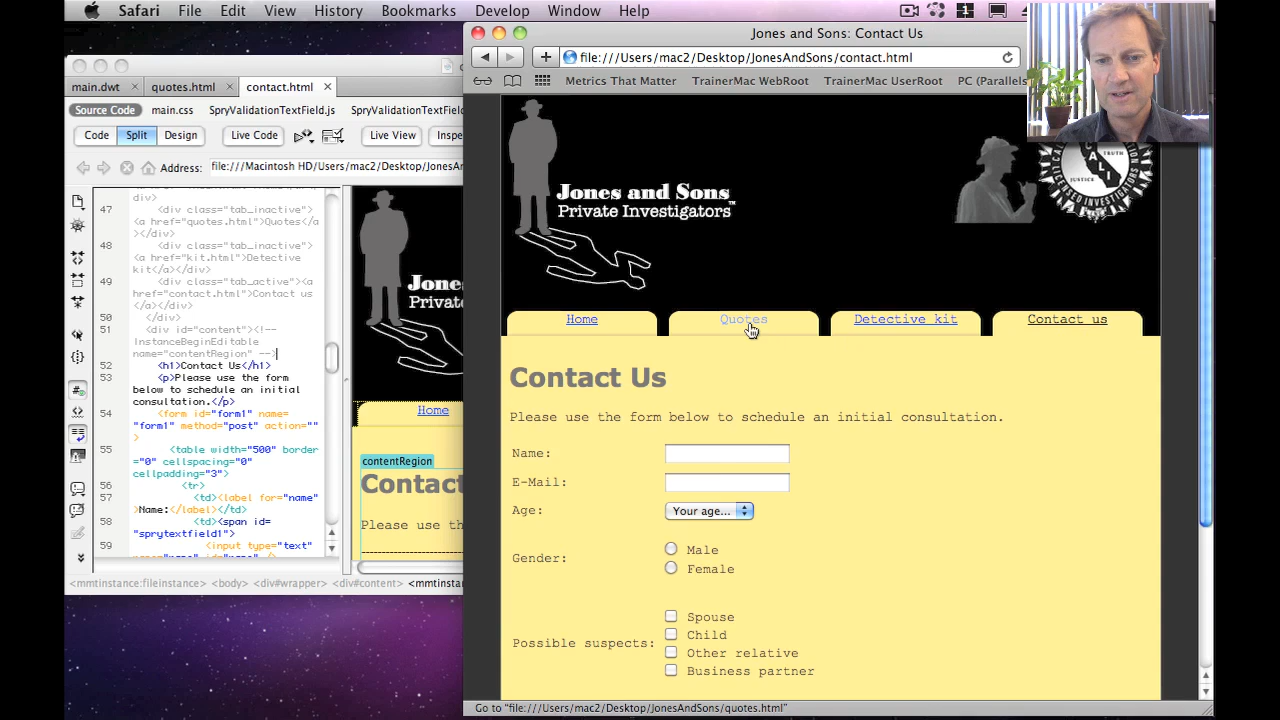 Safari File Edit View History Bookmarks Develop Window Help
Jones and Sons: Contact Us
file:///Users/mac2/Desktop/JonesAndSons/contact.html
Metrics That Matter TrainerMac WebRoot TrainerMac UserRoot PC (Parallels
main.dwt quotes.html contact.html
Source Code main.css SpryValidationTextField.js SpryValidationTextField
Code Split Design Live Code Live View Inspe
Address: file:///Macintosh HD/Users/mac2/Desktop/JonesA
div>
47 <div class="tab_inactive">
<a href="quotes.html">Quotes</a
></div>
48 <div class="tab_inactive">
<a href="kit.html">Detective
kit</a></div>
49 <div class="tab_active"><a
href="contact.html">Contact us
</a></div>
50 </div>
51 <div id="content"><!--
InstanceBeginEditable
name="contentRegion" -->
52 <h1>Contact Us</h1>
53 <p>Please use the form
below to schedule an initial
consultation.</p>
54 <form id="form1" name=
"form1" method="post" action=""
>
55 <table width="500" border
="0" cellspacing="0"
cellpadding="3">
56 <tr>
57 <td><label for="name"
>Name:</label></td>
58 <td><span id=
"sprytextfield1">
59 <input type="text"
<mmtinstance:fileinstance> <body> <div#wrapper> <div#content> <mmtinst
Jon
Private
Home
contentRegion
Contact
Please use th
Jones and Sons
Private Investigators™
TRUTH
JUSTICE
CALI
LICENSED INVESTIGATORS
Home Quotes Detective kit Contact us
Contact Us
Please use the form below to schedule an initial consultation.
Name:
E-Mail:
Age: Your age...
Gender:
Male
Female
Possible suspects:
Spouse
Child
Other relative
Business partner
Go to "file:///Users/mac2/Desktop/JonesAndSons/quotes.html"